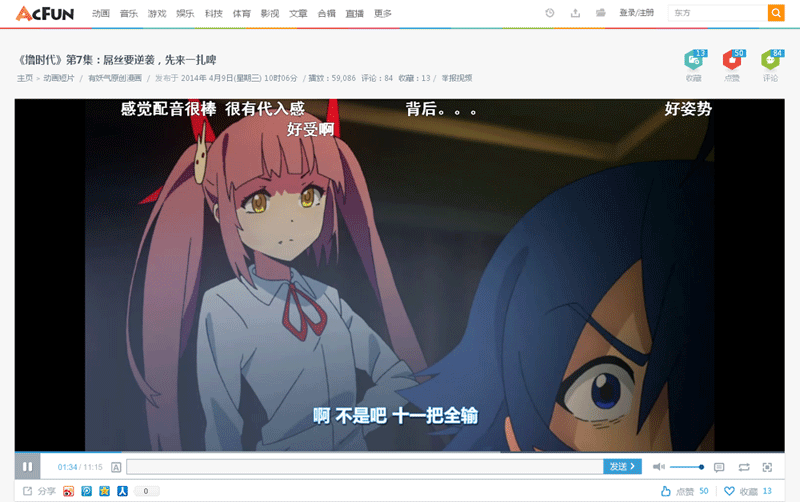 AcFun 动画 音乐 游戏 娱乐 科技 体育 影视 文章 合辑 直播 更多 登录/注册 东方
《撸时代》第7集：屌丝要逆袭，先来一扎啤
13 50 84
主页 > 动画短片 / 有妖气原创漫画 / 发布于 2014年 4月9日(星期三) 10时06分 / 播放：59,086 评论：84 收藏：13 / 举报视频
收藏 点赞 评论
感觉配音很棒 很有代入感 背后。。。 好姿势
好受啊
啊 不是吧 十一把全输
01:34 / 11:15 A 发送 >
分享 0 点赞 50 收藏 13